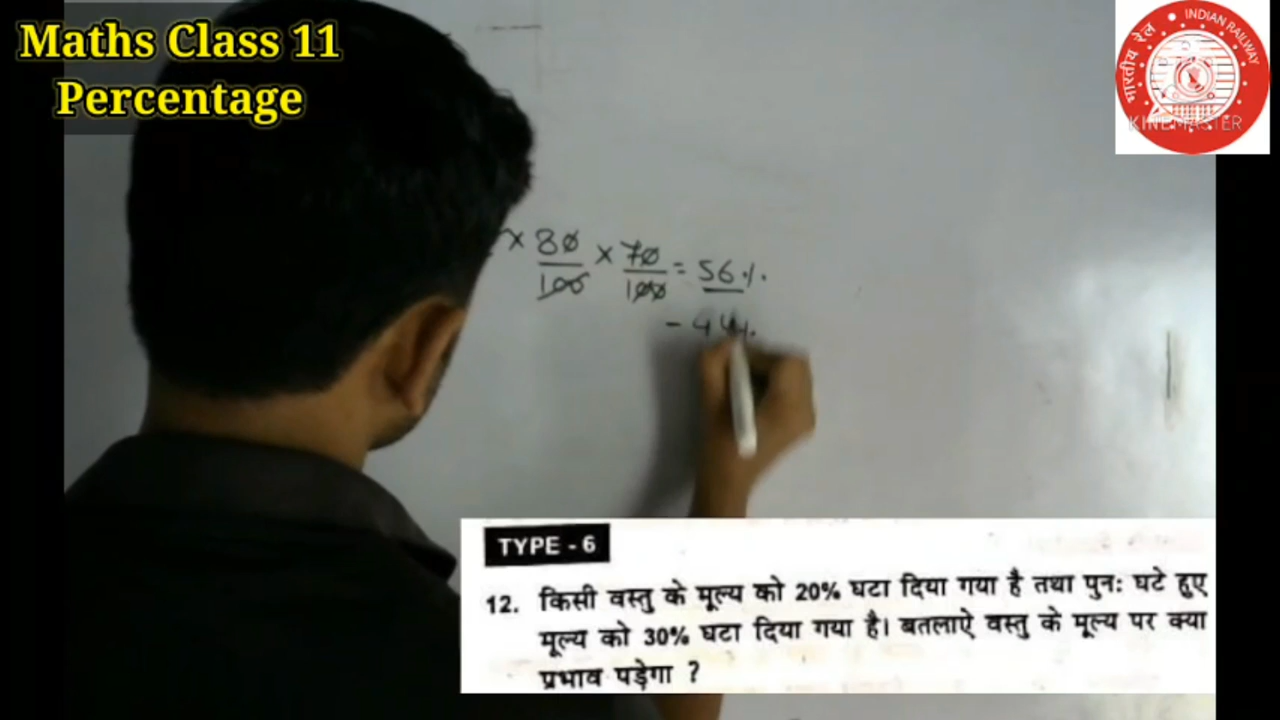 Maths Class 11
Percentage
भारतीय रेल
INDIAN RAILWAY
KINEMASTER
× 80/100 × 70/100 = 56%
- 44%
TYPE - 6
12. किसी वस्तु के मूल्य को 20% घटा दिया गया है तथा पुनः घटे हुए
मूल्य को 30% घटा दिया गया है। बतलाऐ वस्तु के मूल्य पर क्या
प्रभाव पड़ेगा ?